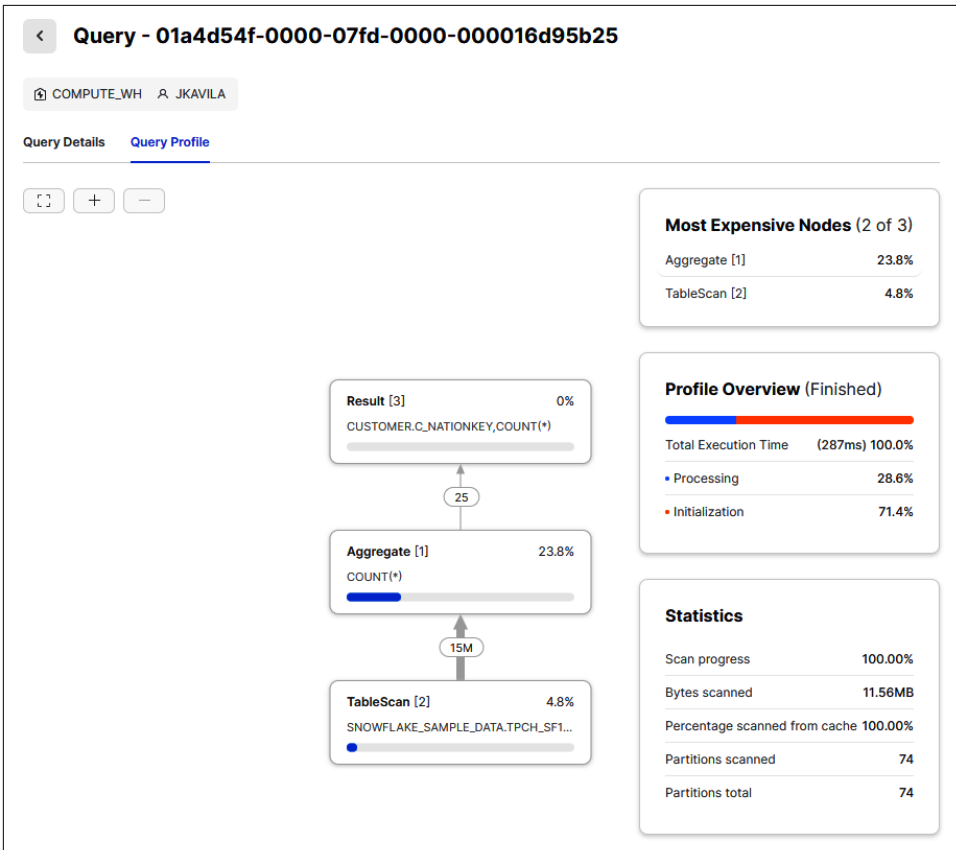 Query - 01a4d54f-0000-07fd-0000-000016d95b25
COMPUTE_WH JKAVILA
Query Details Query Profile
Most Expensive Nodes (2 of 3)
Aggregate [1] 23.8%
TableScan [2] 4.8%
Profile Overview (Finished)
Total Execution Time (287ms) 100.0%
Processing 28.6%
Initialization 71.4%
Statistics
Scan progress 100.00%
Bytes scanned 11.56MB
Percentage scanned from cache 100.00%
Partitions scanned 74
Partitions total 74
Result [3] 0%
CUSTOMER.C_NATIONKEY,COUNT(*)
25
Aggregate [1] 23.8%
COUNT(*)
15M
TableScan [2] 4.8%
SNOWFLAKE_SAMPLE_DATA.TPCH_SF1...